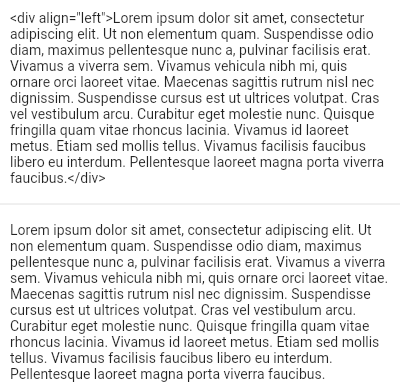 <div align="left">Lorem ipsum dolor sit amet, consectetur
adipiscing elit. Ut non elementum quam. Suspendisse odio
diam, maximus pellentesque nunc a, pulvinar facilisis erat.
Vivamus a viverra sem. Vivamus vehicula nibh mi, quis
ornare orci laoreet vitae. Maecenas sagittis rutrum nisl nec
dignissim. Suspendisse cursus est ut ultrices volutpat. Cras
vel vestibulum arcu. Curabitur eget molestie nunc. Quisque
fringilla quam vitae rhoncus lacinia. Vivamus id laoreet
metus. Etiam sed mollis tellus. Vivamus facilisis faucibus
libero eu interdum. Pellentesque laoreet magna porta viverra
faucibus.</div>
Lorem ipsum dolor sit amet, consectetur adipiscing elit. Ut
non elementum quam. Suspendisse odio diam, maximus
pellentesque nunc a, pulvinar facilisis erat. Vivamus a viverra
sem. Vivamus vehicula nibh mi, quis ornare orci laoreet vitae.
Maecenas sagittis rutrum nisl nec dignissim. Suspendisse
cursus est ut ultrices volutpat. Cras vel vestibulum arcu.
Curabitur eget molestie nunc. Quisque fringilla quam vitae
rhoncus lacinia. Vivamus id laoreet metus. Etiam sed mollis
tellus. Vivamus facilisis faucibus libero eu interdum.
Pellentesque laoreet magna porta viverra faucibus.